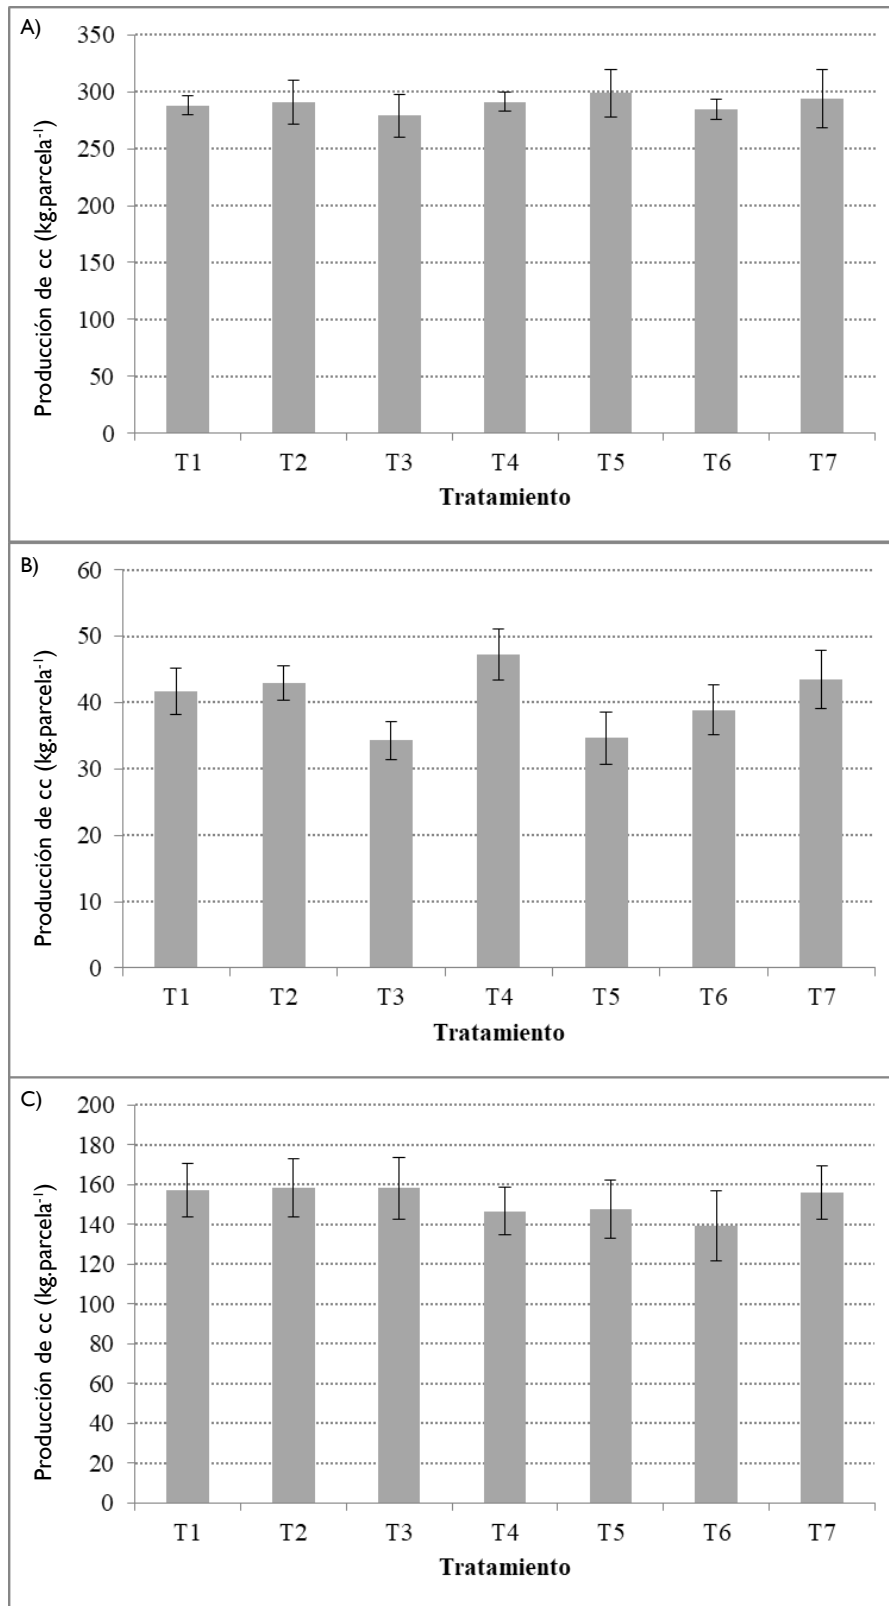 A)
Producción de cc (kg.parcela⁻¹)
350
300
250
200
150
100
50
0
T1 T2 T3 T4 T5 T6 T7
Tratamiento
B)
Producción de cc (kg.parcela⁻¹)
60
50
40
30
20
10
0
T1 T2 T3 T4 T5 T6 T7
Tratamiento
C)
Producción de cc (kg.parcela⁻¹)
200
180
160
140
120
100
80
60
40
20
0
T1 T2 T3 T4 T5 T6 T7
Tratamiento